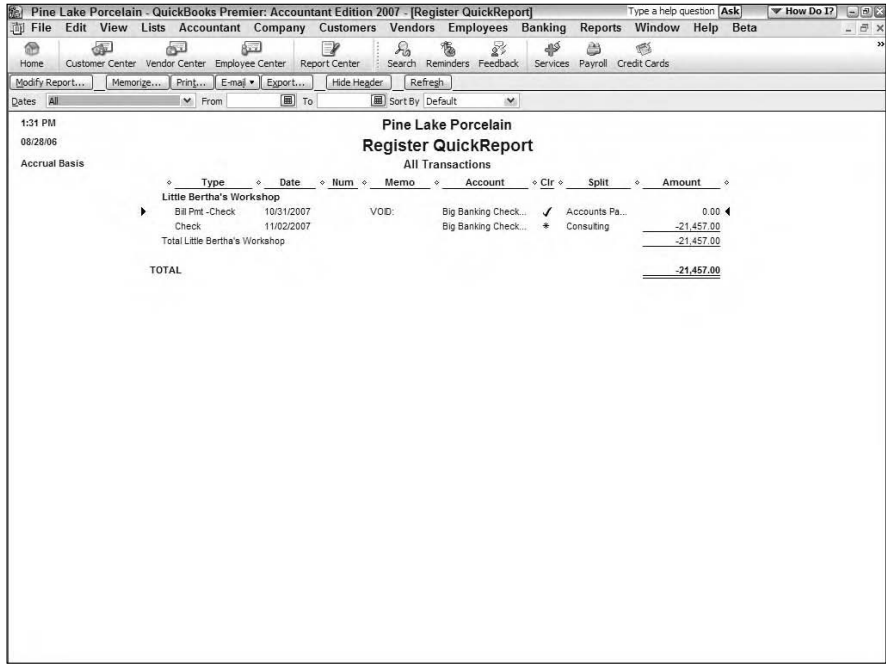 Pine Lake Porcelain - QuickBooks Premier: Accountant Edition 2007 - [Register QuickReport] Type a help question Ask How Do I?
File Edit View Lists Accountant Company Customers Vendors Employees Banking Reports Window Help Beta
Home Customer Center Vendor Center Employee Center Report Center Search Reminders Feedback Services Payroll Credit Cards
Modify Report... Memorize... Print... E-mail Export... Hide Header Refresh
Dates All From To Sort By Default
1:31 PM Pine Lake Porcelain
08/28/06 Register QuickReport
Accrual Basis All Transactions
Type Date Num Memo Account Clr Split Amount
Little Bertha's Workshop
Bill Pmt -Check 10/31/2007 VOID: Big Banking Check... ✓ Accounts Pa... 0.00
Check 11/02/2007 Big Banking Check... * Consulting -21,457.00
Total Little Bertha's Workshop -21,457.00
TOTAL -21,457.00